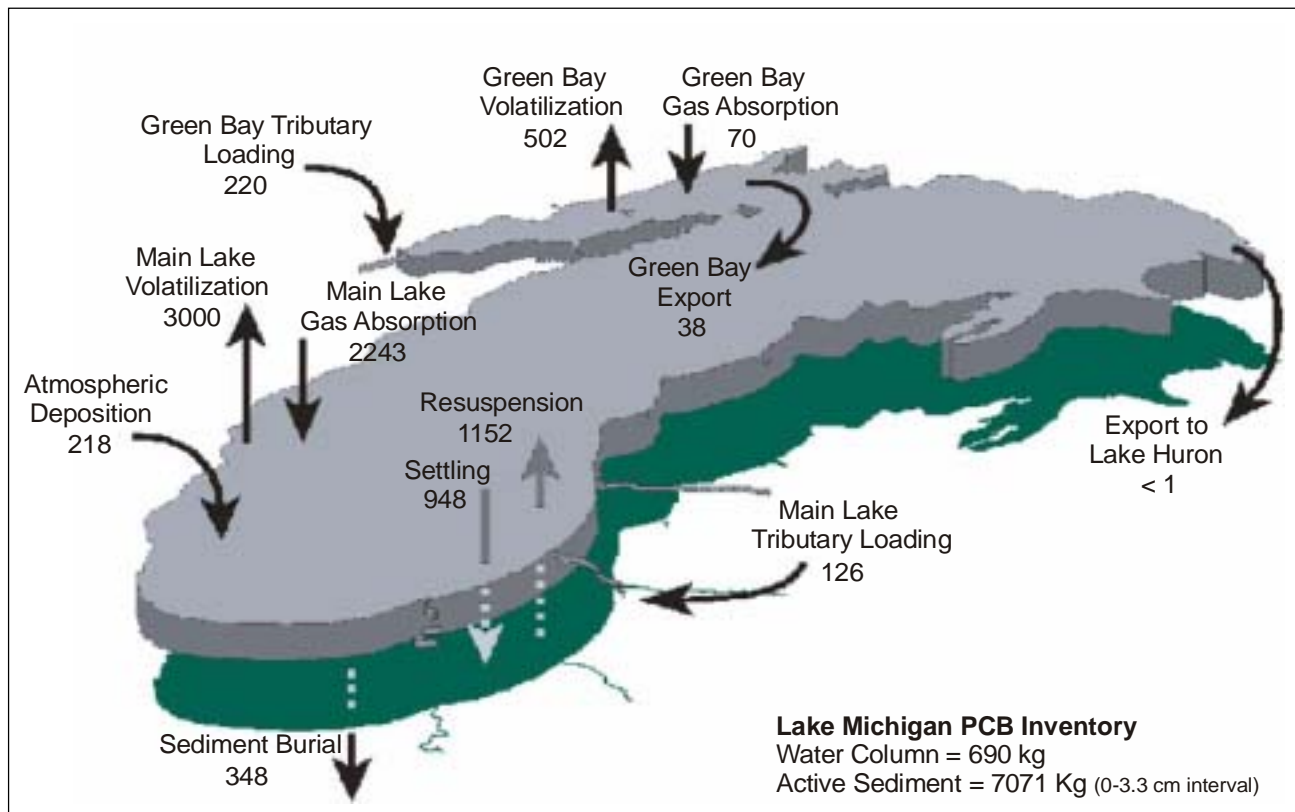 Green Bay
Volatilization
502
Green Bay
Gas Absorption
70
Green Bay Tributary
Loading
220
Main Lake
Volatilization
3000
Main Lake
Gas Absorption
2243
Green Bay
Export
38
Atmospheric
Deposition
218
Resuspension
1152
Settling
948
Export to
Lake Huron
< 1
Main Lake
Tributary Loading
126
Sediment Burial
348
Lake Michigan PCB Inventory
Water Column = 690 kg
Active Sediment = 7071 Kg (0-3.3 cm interval)